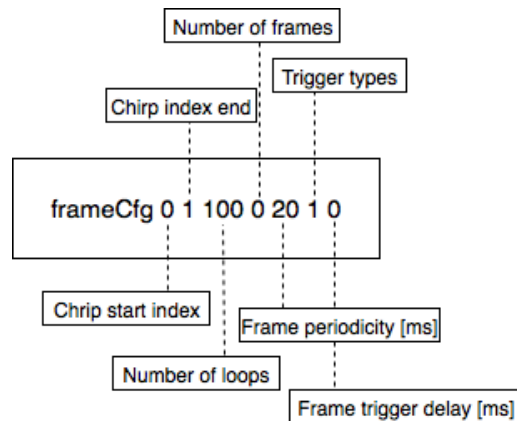 Number of frames
Trigger types
Chirp index end
frameCfg 0 1 100 0 20 1 0
Chrip start index
Frame periodicity [ms]
Number of loops
Frame trigger delay [ms]